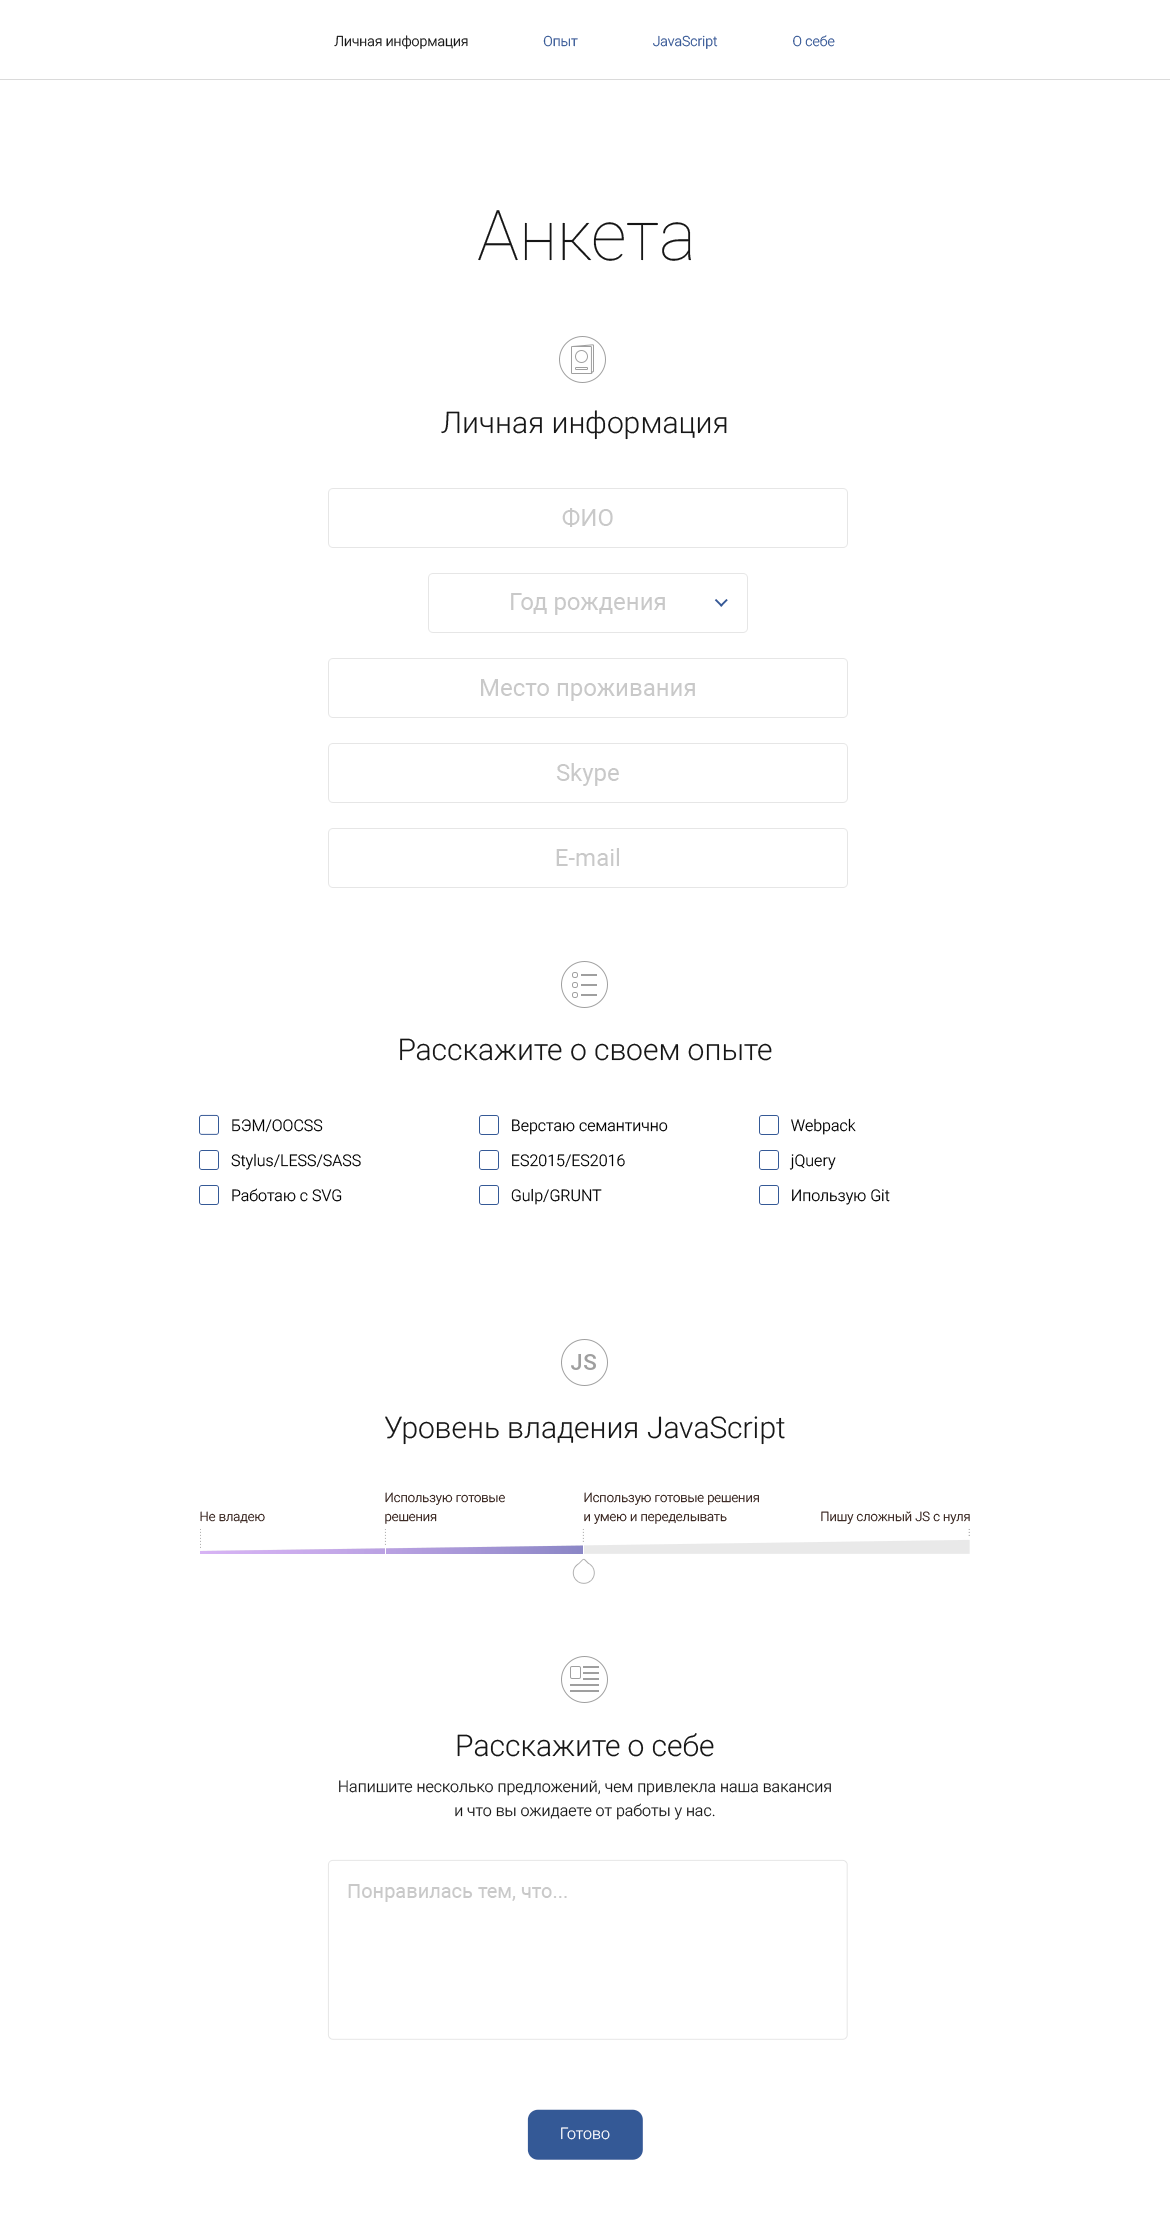 Личная информация Опыт JavaScript О себе
Анкета
Личная информация
ФИО
Год рождения
Место проживания
Skype
E-mail
Расскажите о своем опыте
БЭМ/OOCSS Верстаю семантично Webpack
Stylus/LESS/SASS ES2015/ES2016 jQuery
Работаю с SVG Gulp/GRUNT Ипользую Git
JS
Уровень владения JavaScript
Не владею
Использую готовые
решения
Использую готовые решения
и умею и переделывать
Пишу сложный JS с нуля
Расскажите о себе
Напишите несколько предложений, чем привлекла наша вакансия
и что вы ожидаете от работы у нас.
Понравилась тем, что...
Готово